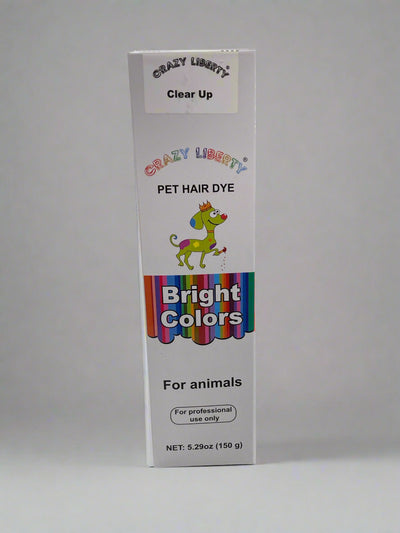 CRAZY LIBERTY®
Clear Up
CRAZY LIBERTY®
PET HAIR DYE
Bright
Colors
For animals
For professional
use only
NET: 5.29oz (150 g)